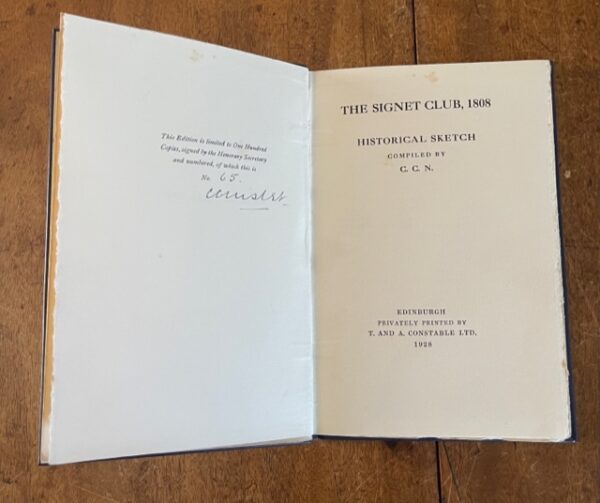 This Edition is limited to One Hundred
Copies, signed by the Honorary Secretary
and numbered, of which this is
No. 65.
THE SIGNET CLUB, 1808
HISTORICAL SKETCH
COMPILED BY
C. C. N.
EDINBURGH
PRIVATELY PRINTED BY
T. AND A. CONSTABLE LTD.
1928